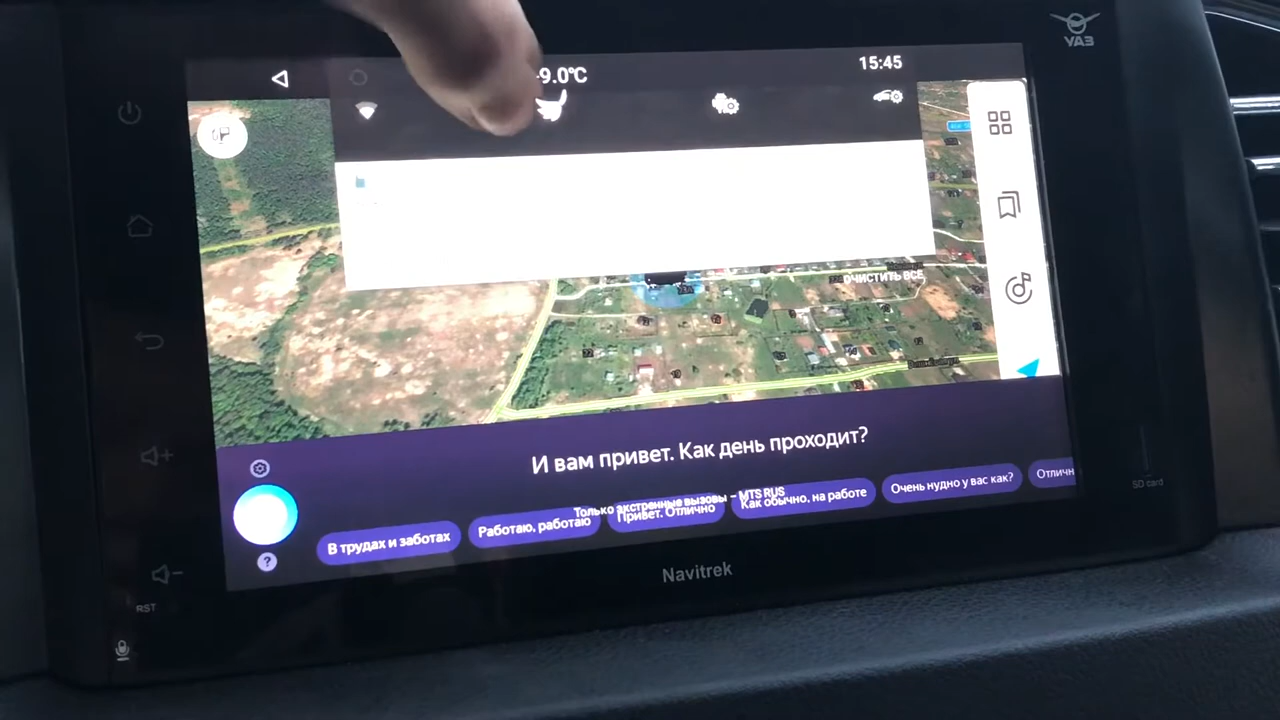 УАЗ
-9.0℃
15:45
ОЧИСТИТЬ ВСЕ
И вам привет. Как день проходит?
Только экстренные вызовы – MTS RUS
В трудах и заботах
Работаю, работаю
Привет. Отлично
Как обычно, на работе
Очень нудно у вас как?
Отличн
SD card
Navitrek
RST